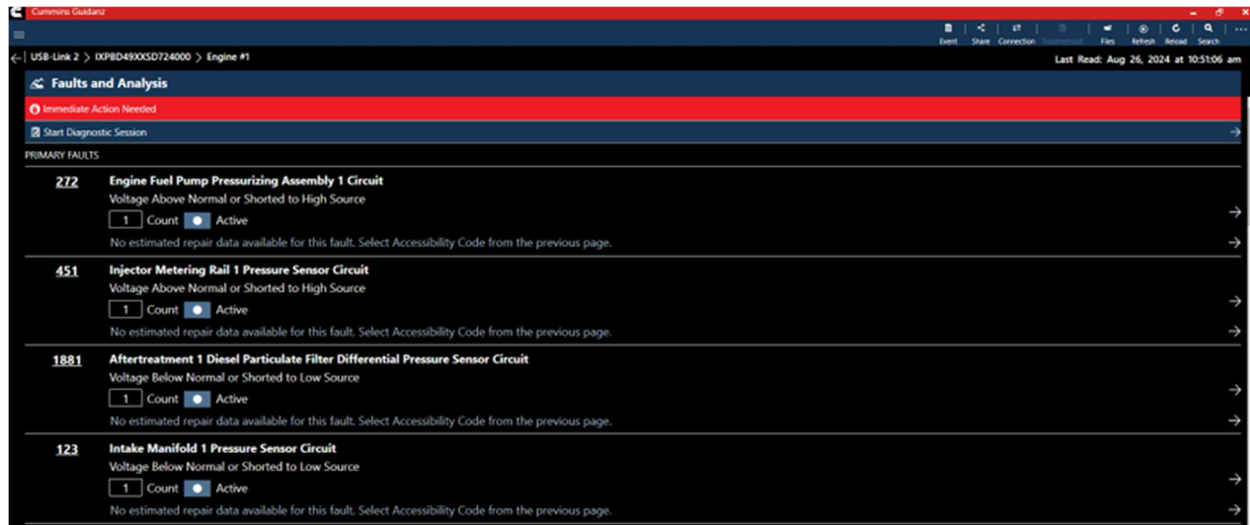 Cummins Guidanz
Event Share Connection Troubleshoot Files Refresh Reload Search
USB-Link 2 > IXPBD49XXSD724000 > Engine #1
Last Read: Aug 26, 2024 at 10:51:06 am
Faults and Analysis
Immediate Action Needed
Start Diagnostic Session
PRIMARY FAULTS
272 Engine Fuel Pump Pressurizing Assembly 1 Circuit
Voltage Above Normal or Shorted to High Source
1 Count Active
No estimated repair data available for this fault. Select Accessibility Code from the previous page.
451 Injector Metering Rail 1 Pressure Sensor Circuit
Voltage Above Normal or Shorted to High Source
1 Count Active
No estimated repair data available for this fault. Select Accessibility Code from the previous page.
1881 Aftertreatment 1 Diesel Particulate Filter Differential Pressure Sensor Circuit
Voltage Below Normal or Shorted to Low Source
1 Count Active
No estimated repair data available for this fault. Select Accessibility Code from the previous page.
123 Intake Manifold 1 Pressure Sensor Circuit
Voltage Below Normal or Shorted to Low Source
1 Count Active
No estimated repair data available for this fault. Select Accessibility Code from the previous page.